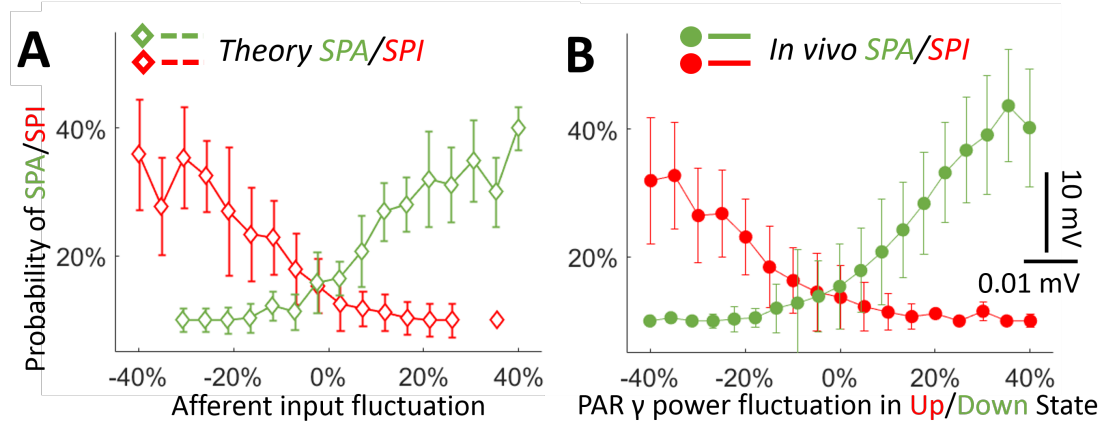 A
Theory SPA/SPI
Probability of SPA/SPI
40%
20%
-40%
-20%
0%
20%
40%
Afferent input fluctuation
B
In vivo SPA/SPI
40%
20%
10 mV
0.01 mV
-40%
-20%
0%
20%
40%
PAR γ power fluctuation in Up/Down State